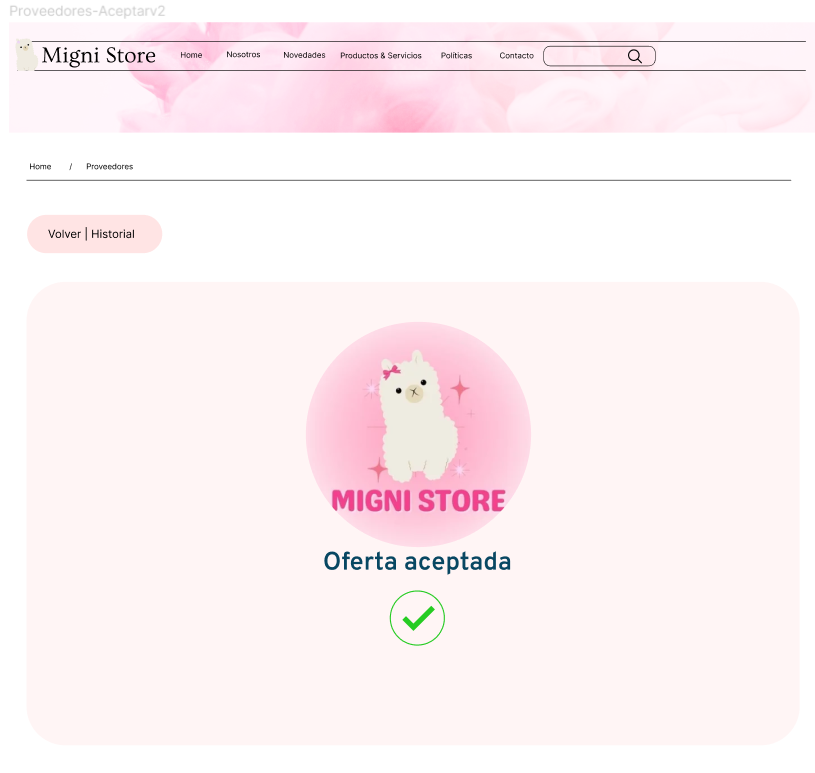 Proveedores-Aceptarv2
Migni Store Home Nosotros Novedades Productos & Servicios Políticas Contacto
Home / Proveedores
Volver | Historial
MIGNI STORE
Oferta aceptada